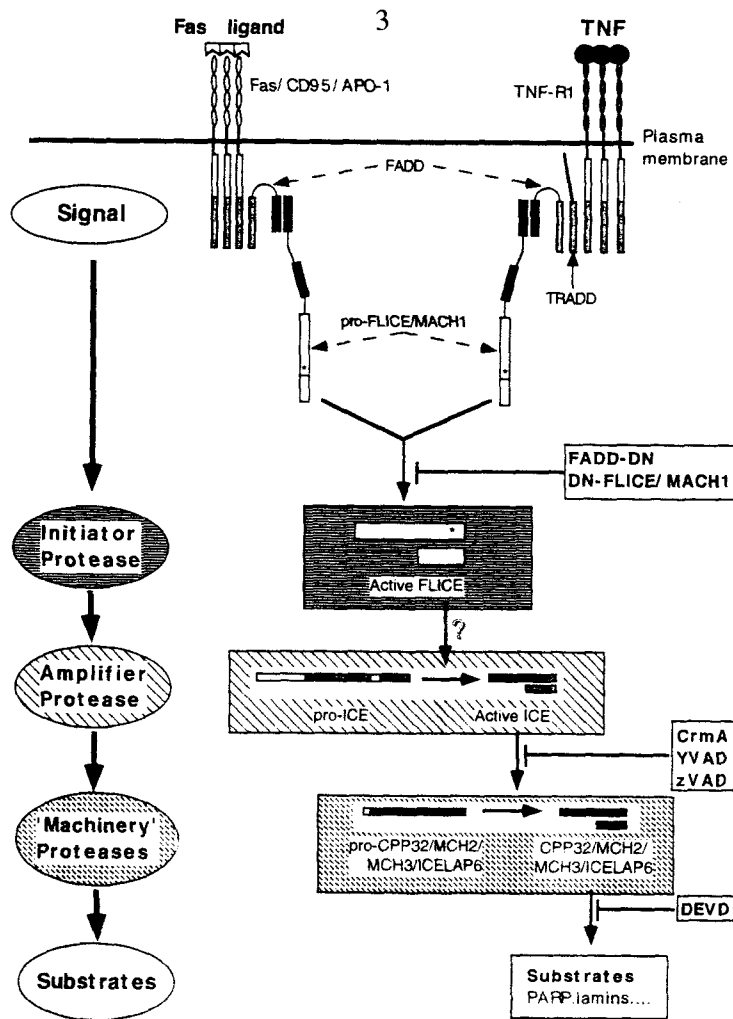 3
Fas ligand
TNF
Fas/CD95/APO-1
TNF-R1
Plasma
membrane
FADD
Signal
TRADD
pro-FLICE/MACH1
FADD-DN
DN-FLICE/MACH1
Initiator
Protease
Active FLICE
?
Amplifier
Protease
pro-ICE
Active ICE
CrmA
YVAD
zVAD
'Machinery'
Proteases
pro-CPP32/MCH2/
MCH3/ICELAP6
CPP32/MCH2/
MCH3/ICELAP6
DEVD
Substrates
Substrates
PARP.lamins....